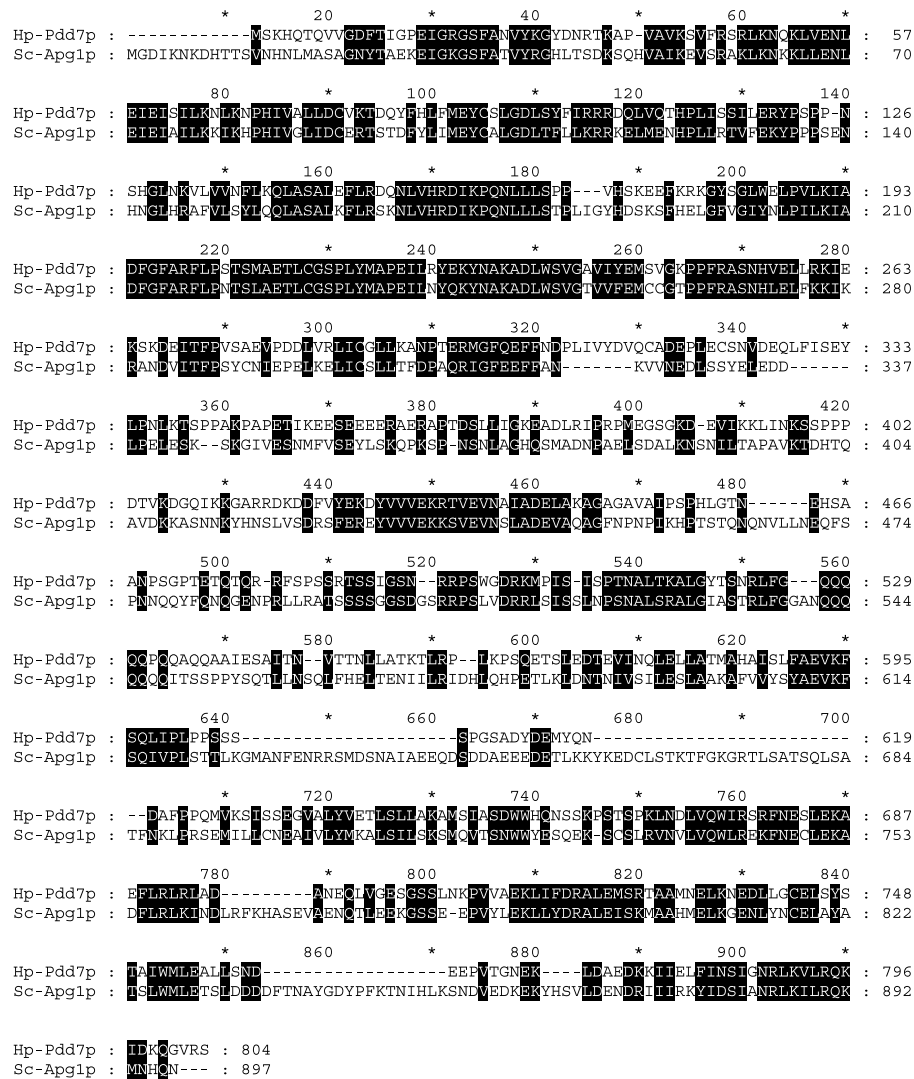 * 20 * 40 * 60 *
Hp-Pdd7p : ------------MSKHQTQVVGDFTIGPEIGRGSFANVYKGYDNRTKAP-VAVKSVFRSRLKNQKLVENL : 57
Sc-Apg1p : MGDIKNKDHTTSVNHNLMASAGNYTAEKEIGKGSFATVYRGHLTSDKSQHVAIKEVSRAKLKNKKLLENL : 70
80 * 100 * 120 * 140
Hp-Pdd7p : EIEISILKNLKNPHIVALLDCVKTDQYFHLFMEYCSLGDLSYFIRRRDQLVQTHPLISSILERYPSPP-N : 126
Sc-Apg1p : EIEIAILKKIKHPHIVGLIDCERTSTDFYLIMEYCALGDLTFLLKRRKELMENHPLLRTVFEKYPPPSEN : 140
* 160 * 180 * 200 *
Hp-Pdd7p : SHGLNKVLVVNFLKQLASALEFLRDQNLVHRDIKPQNLLLSPP---VHSKEEFKRKGYSGLWELPVLKIA : 193
Sc-Apg1p : HNGLHRAFVLSYLQQLASALKFLRSKNLVHRDIKPQNLLLSTPLIGYHDSKSFHELGFVGIYNLPILKIA : 210
220 * 240 * 260 * 280
Hp-Pdd7p : DFGFARFLPSTSMAETLCGSPLYMAPEILRYEKYNAKADLWSVGAVIYEMSVGKPPFRASNHVELLRKIE : 263
Sc-Apg1p : DFGFARFLPNTSLAETLCGSPLYMAPEILNYQKYNAKADLWSVGTVVFEMCCGTPPFRASNHLELFKKIK : 280
* 300 * 320 * 340 *
Hp-Pdd7p : KSKDEITFPVSAEVPDDLVRLICGLLKANPTERMGFQEFFNDPLIVYDVQCADEPLECSNVDEQLFISEY : 333
Sc-Apg1p : RANDVITFPSYCNIEPELKELICSLLTFDPAQRIGFEEFFAN-------KVVNEDLSSYELEDD------ : 337
360 * 380 * 400 * 420
Hp-Pdd7p : LPNLKTSPPAKPAPETIKEESEEEERAERAPTDSLLIGKEADLRIPRPMEGSGKD-EVIKKLINKSSPPP : 402
Sc-Apg1p : LPELESK--SKGIVESNMFVSEYLSKQPKSP-NSNLAGHQSMADNPAELSDALKNSNILTAPAVKTDHTQ : 404
* 440 * 460 * 480 *
Hp-Pdd7p : DTVKDGQIKKGARRDKDDFVYEKDYVVVEKRTVEVNAIADELAKAGAGAVAIPSPHLGTN------EHSA : 466
Sc-Apg1p : AVDKKASNNKYHNSLVSDRSFEREYVVVEKKSVEVNSLADEVAQAGFNPNPIKHPTSTQNQNVLLNEQFS : 474
500 * 520 * 540 * 560
Hp-Pdd7p : ANPSGPTETQTQR-RFSPSSRTSSIGSN--RRPSWGDRKMPIS-ISPTNALTKALGYTSNRLFG---QQQ : 529
Sc-Apg1p : PNNQQYFQNQGENPRLLRATSSSSGGSDGSRRPSLVDRRLSISSLNPSNALSRALGIASTRLFGGANQQQ : 544
* 580 * 600 * 620 *
Hp-Pdd7p : QQPQQAQQAAIESAITN--VTTNLLATKTLRP--LKPSQETSLEDTEVINQLELLATMAHAISLFAEVKF : 595
Sc-Apg1p : QQQQITSSPPYSQTLLNSQLFHELTENIILRIDHLQHPETLKLDNTNIVSILESLAAKAFVVYSYAEVKF : 614
640 * 660 * 680 * 700
Hp-Pdd7p : SQLIPLPPSSS---------------------SPGSADYDEMYQN------------------------- : 619
Sc-Apg1p : SQIVPLSTTLKGMANFENRRSMDSNAIAEEQDSDDAEEEDETLKKYKEDCLSTKTFGKGRTLSATSQLSA : 684
* 720 * 740 * 760 *
Hp-Pdd7p : --DAFPPQMVKSISSEGVALYVETLSLLAKAMSIASDWWHQNSSKPSTSPKLNDLVQWIRSRFNESLEKA : 687
Sc-Apg1p : TFNKLPRSEMILLCNEAIVLYMKALSILSKSMQVTSNWWYESQEK-SCSLRVNVLVQWLREKFNECLEKA : 753
780 * 800 * 820 * 840
Hp-Pdd7p : EFLRLRLAD---------ANEQLVGESGSSLNKPVVAEKLIFDRALEMSRTAAMNELKNEDLLGCELSYS : 748
Sc-Apg1p : DFLRLKINDLRFKHASEVAENQTLEEKGSSE-EPVYLEKLLYDRALEISKMAAHMELKGENLYNCELAYA : 822
* 860 * 880 * 900 *
Hp-Pdd7p : TAIWMLEALLSND------------------EEPVTGNEK----LDAEDKKIIELFINSIGNRLKVLRQK : 796
Sc-Apg1p : TSLWMLETSLDDDDFTNAYGDYPFKTNIHLKSNDVEDKEKYHSVLDENDRIIIRKYIDSIANRLKILRQK : 892
Hp-Pdd7p : IDKQGVRS : 804
Sc-Apg1p : MNHQN--- : 897